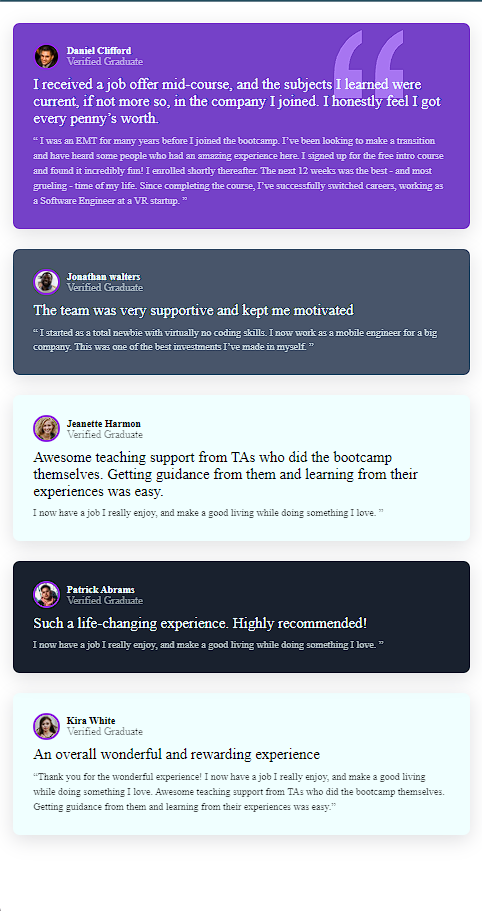 Daniel Clifford
Verified Graduate
I received a job offer mid-course, and the subjects I learned were
current, if not more so, in the company I joined. I honestly feel I got
every penny’s worth.
“ I was an EMT for many years before I joined the bootcamp. I’ve been looking to make a transition
and have heard some people who had an amazing experience here. I signed up for the free intro course
and found it incredibly fun! I enrolled shortly thereafter. The next 12 weeks was the best - and most
grueling - time of my life. Since completing the course, I’ve successfully switched careers, working as
a Software Engineer at a VR startup. ”
Jonathan walters
Verified Graduate
The team was very supportive and kept me motivated
“ I started as a total newbie with virtually no coding skills. I now work as a mobile engineer for a big
company. This was one of the best investments I’ve made in myself. ”
Jeanette Harmon
Verified Graduate
Awesome teaching support from TAs who did the bootcamp
themselves. Getting guidance from them and learning from their
experiences was easy.
I now have a job I really enjoy, and make a good living while doing something I love. ”
Patrick Abrams
Verified Graduate
Such a life-changing experience. Highly recommended!
I now have a job I really enjoy, and make a good living while doing something I love. ”
Kira White
Verified Graduate
An overall wonderful and rewarding experience
“Thank you for the wonderful experience! I now have a job I really enjoy, and make a good living
while doing something I love. Awesome teaching support from TAs who did the bootcamp themselves.
Getting guidance from them and learning from their experiences was easy.”